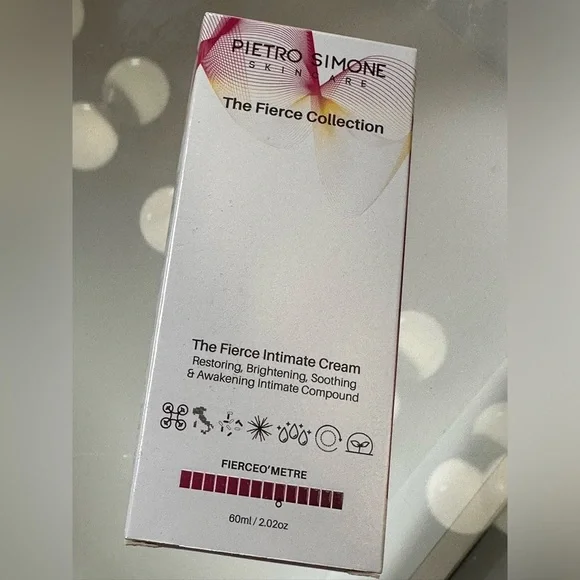 PIETRO SIMONE
SKINCARE
The Fierce Collection
The Fierce Intimate Cream
Restoring, Brightening, Soothing
& Awakening Intimate Compound
FIERCEO'METRE
60ml / 2.02oz